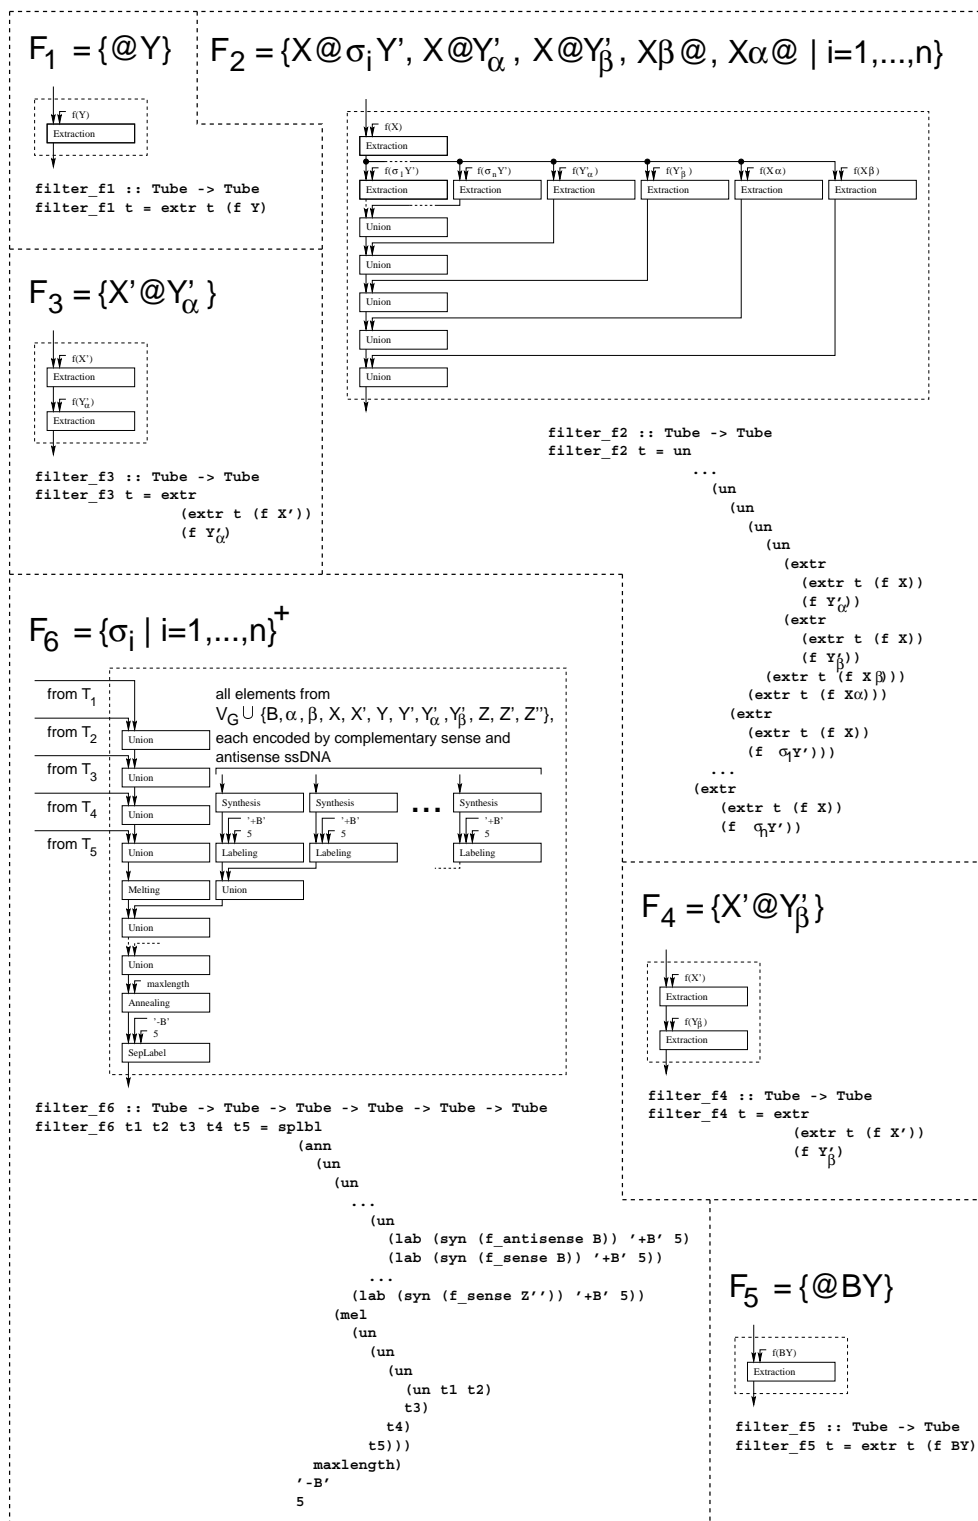 F1 = {@Y}
f(Y)
Extraction
filter_f1 :: Tube -> Tube
filter_f1 t = extr t (f Y)
F2 = {X@σiY’, X@Y’α, X@Y’β, Xβ@, Xα@ | i=1,...,n}
f(X)
Extraction
f(σ1Y’) f(σnY’) f(Y’α) f(Y’β) f(Xα) f(Xβ)
Extraction Extraction Extraction Extraction Extraction Extraction
Union
Union
Union
Union
Union
filter_f2 :: Tube -> Tube
filter_f2 t = un
...
(un
(un
(un
(un
(extr
(extr t (f X))
(f Y’α))
(extr
(extr t (f X))
(f Y’β))
(extr t (f Xβ)))
(extr t (f Xα)))
(extr
(extr t (f X))
(f σ1Y’)))
...
(extr
(extr t (f X))
(f σnY’))
F3 = {X’@Y’α}
f(X’)
Extraction
f(Y’α)
Extraction
filter_f3 :: Tube -> Tube
filter_f3 t = extr
(extr t (f X’))
(f Y’α)
F6 = {σi | i=1,...,n}+
from T1
from T2
from T3
from T4
from T5
all elements from
VG ∪ {B, α, β, X, X', Y, Y', Y'α, Y'β, Z, Z', Z''},
each encoded by complementary sense and
antisense ssDNA
Union
Union
Union
Union
Synthesis Synthesis ... Synthesis
'+B' '+B' '+B'
5 5 5
Labeling Labeling Labeling
Melting Union
Union
Union
maxlength
Annealing
'-B'
5
SepLabel
filter_f6 :: Tube -> Tube -> Tube -> Tube -> Tube -> Tube
filter_f6 t1 t2 t3 t4 t5 = splbl
(ann
(un
(un
...
(un
(lab (syn (f_antisense B)) ’+B’ 5)
(lab (syn (f_sense B)) ’+B’ 5))
...
(lab (syn (f_sense Z’’)) ’+B’ 5))
(mel
(un
(un
(un
(un t1 t2)
t3)
t4)
t5)))
maxlength)
’-B’
5
F4 = {X’@Y’β}
f(X’)
Extraction
f(Y’β)
Extraction
filter_f4 :: Tube -> Tube
filter_f4 t = extr
(extr t (f X’))
(f Y’β)
F5 = {@BY}
f(BY)
Extraction
filter_f5 :: Tube -> Tube
filter_f5 t = extr t (f BY)